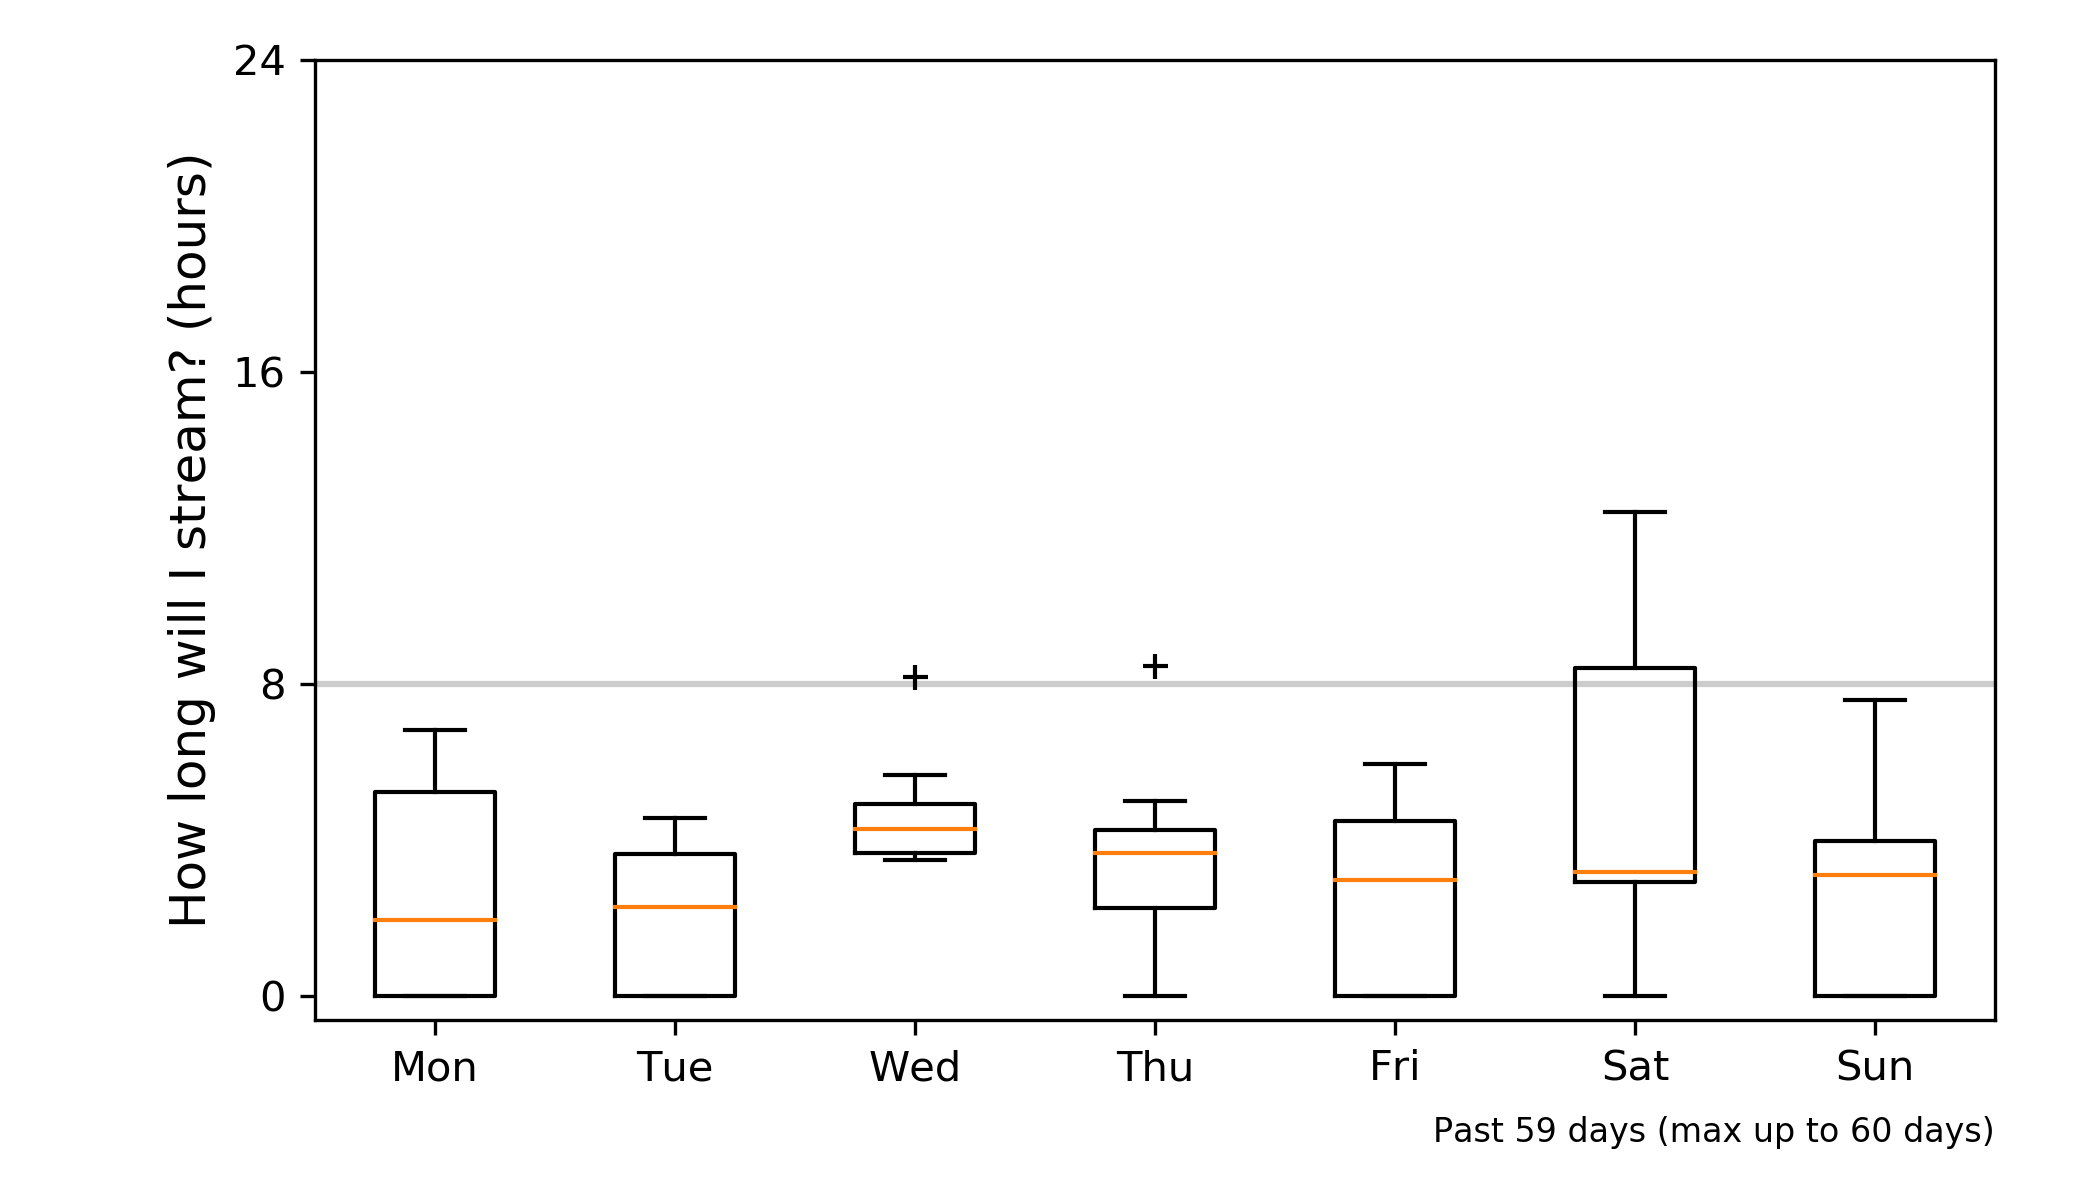 How long will I stream? (hours)
24
16
8
0
Mon Tue Wed Thu Fri Sat Sun
Past 59 days (max up to 60 days)